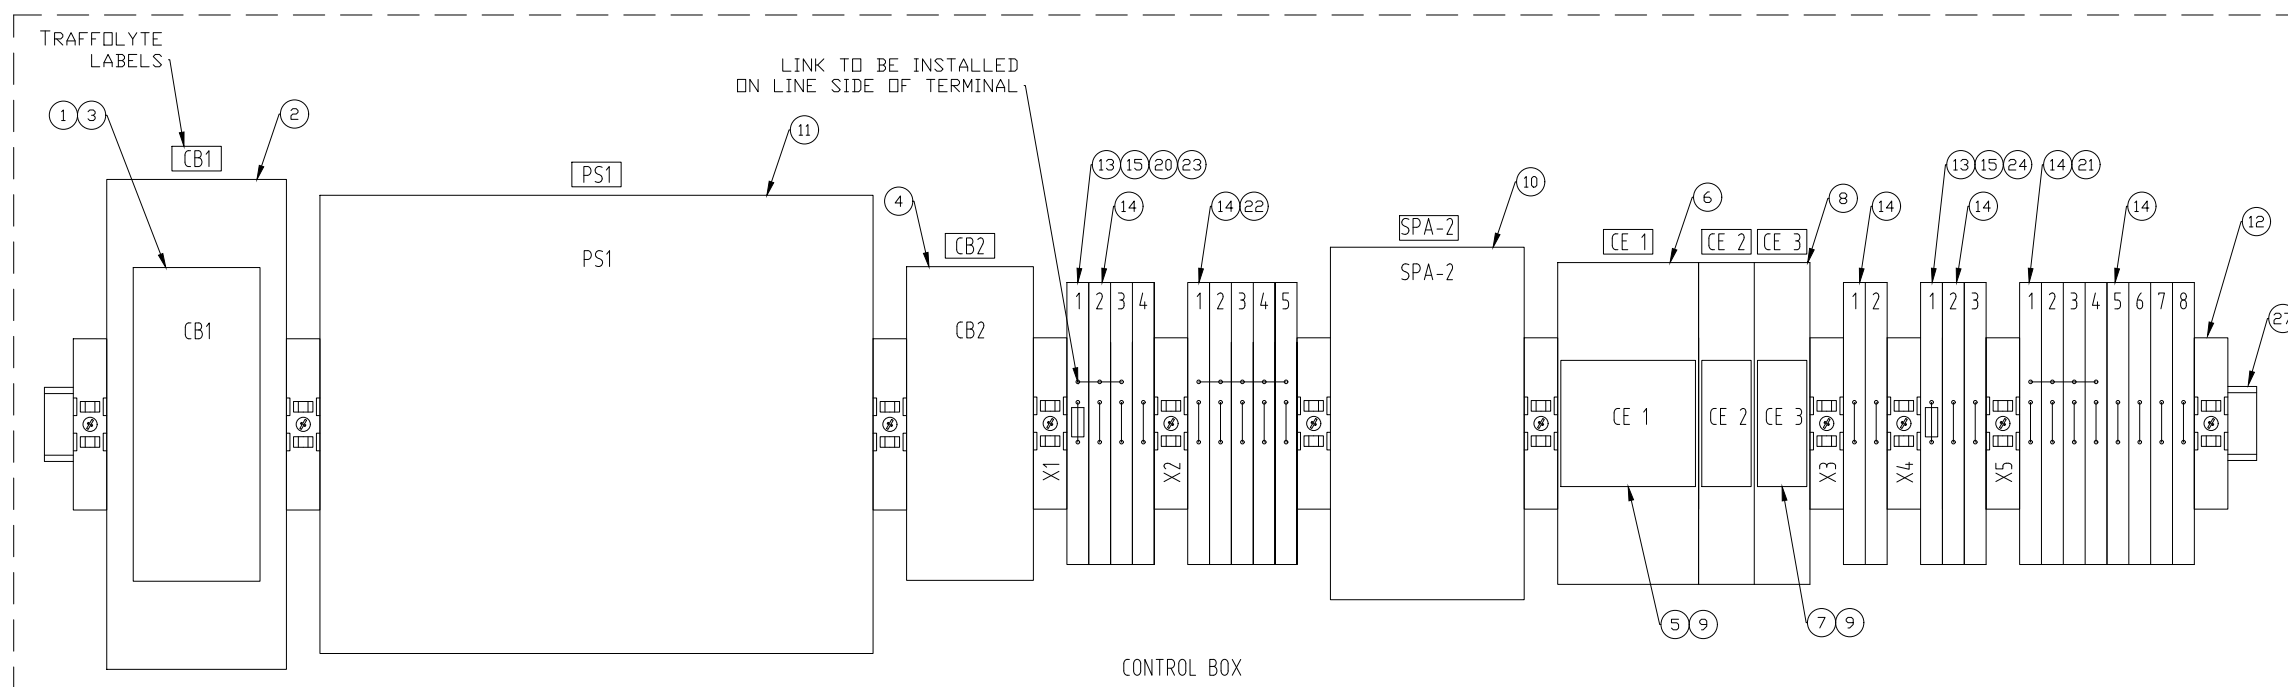 TRAFFOLYTE
LABELS
LINK TO BE INSTALLED
ON LINE SIDE OF TERMINAL
1 3
2
CB1
11
PS1
4
CB2
13 15 20 23
14
14 22
10
SPA-2
6
CE 1 CE 2 CE 3
8
14
13 15 24
14
14 21
14
12
27
CB1
PS1
CB2
1 2 3 4
1 2 3 4 5
SPA-2
CE 1
CE 2
CE 3
1 2
1 2 3
1 2 3 4 5 6 7 8
X1
X2
X3
X4
X5
5 9
7 9
CONTROL BOX